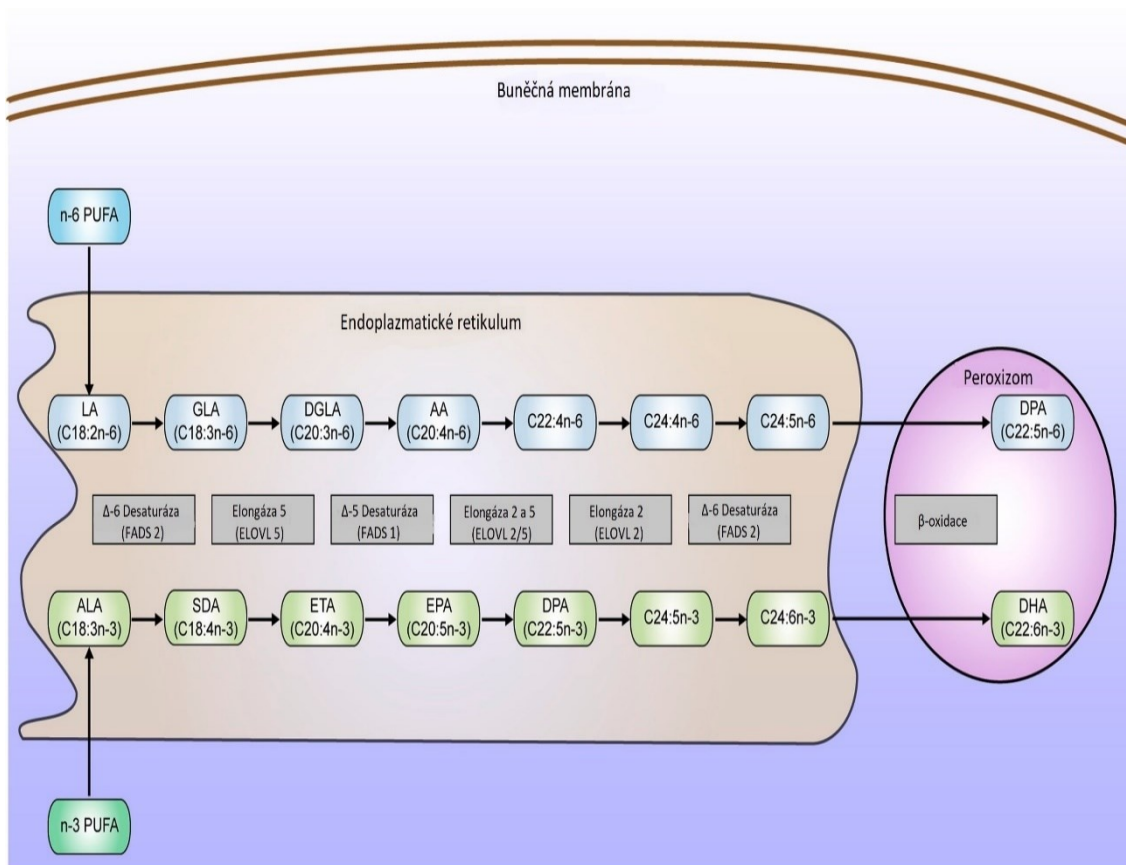 Buněčná membrána
n-6 PUFA
Endoplazmatické retikulum
Peroxizom
LA
(C18:2n-6)
GLA
(C18:3n-6)
DGLA
(C20:3n-6)
AA
(C20:4n-6)
C22:4n-6
C24:4n-6
C24:5n-6
DPA
(C22:5n-6)
Δ-6 Desaturáza
(FADS 2)
Elongáza 5
(ELOVL 5)
Δ-5 Desaturáza
(FADS 1)
Elongáza 2 a 5
(ELOVL 2/5)
Elongáza 2
(ELOVL 2)
Δ-6 Desaturáza
(FADS 2)
β-oxidace
ALA
(C18:3n-3)
SDA
(C18:4n-3)
ETA
(C20:4n-3)
EPA
(C20:5n-3)
DPA
(C22:5n-3)
C24:5n-3
C24:6n-3
DHA
(C22:6n-3)
n-3 PUFA